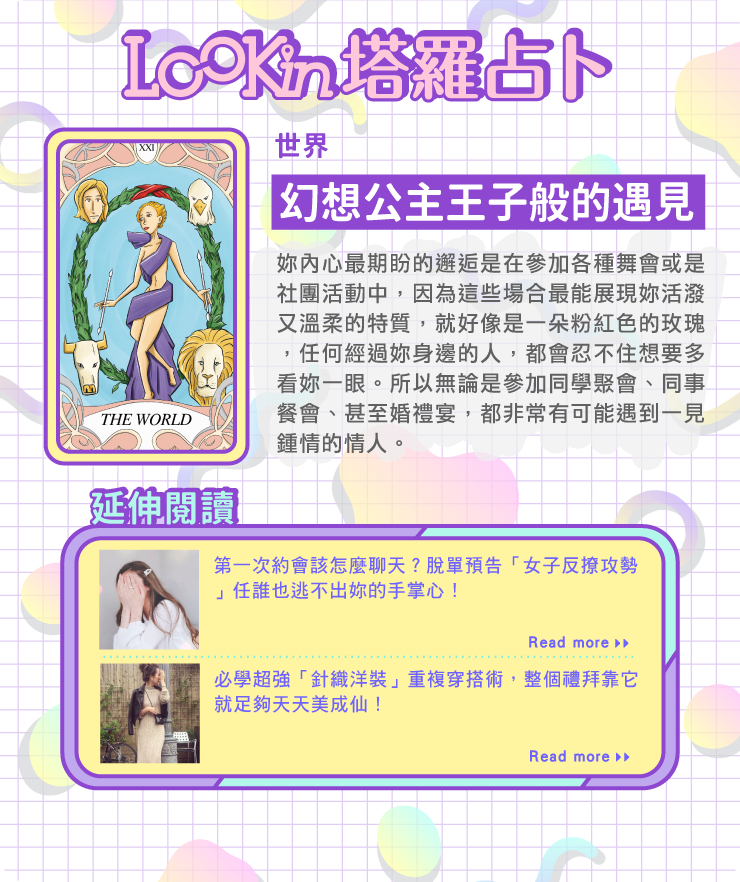 LOOKin 塔羅占卜
XXI
THE WORLD
世界
幻想公主王子般的遇見
妳內心最期盼的邂逅是在參加各種舞會或是
社團活動中，因為這些場合最能展現妳活潑
又溫柔的特質，就好像是一朵粉紅色的玫瑰
，任何經過妳身邊的人，都會忍不住想要多
看妳一眼。所以無論是參加同學聚會、同事
餐會、甚至婚禮宴，都非常有可能遇到一見
鍾情的情人。
延伸閱讀
第一次約會該怎麼聊天？脫單預告「女子反撩攻勢
」任誰也逃不出妳的手掌心！
Read more
必學超強「針織洋裝」重複穿搭術，整個禮拜靠它
就足夠天天美成仙！
Read more